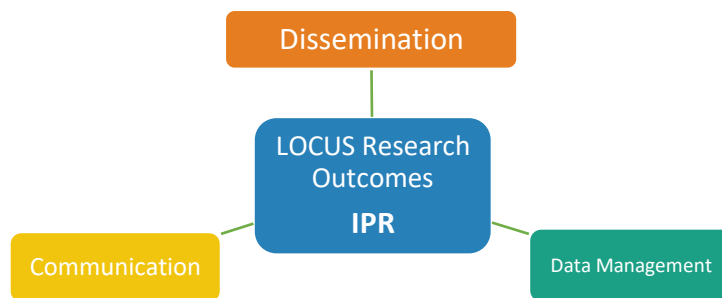 Dissemination
LOCUS Research
Outcomes
IPR
Communication
Data Management